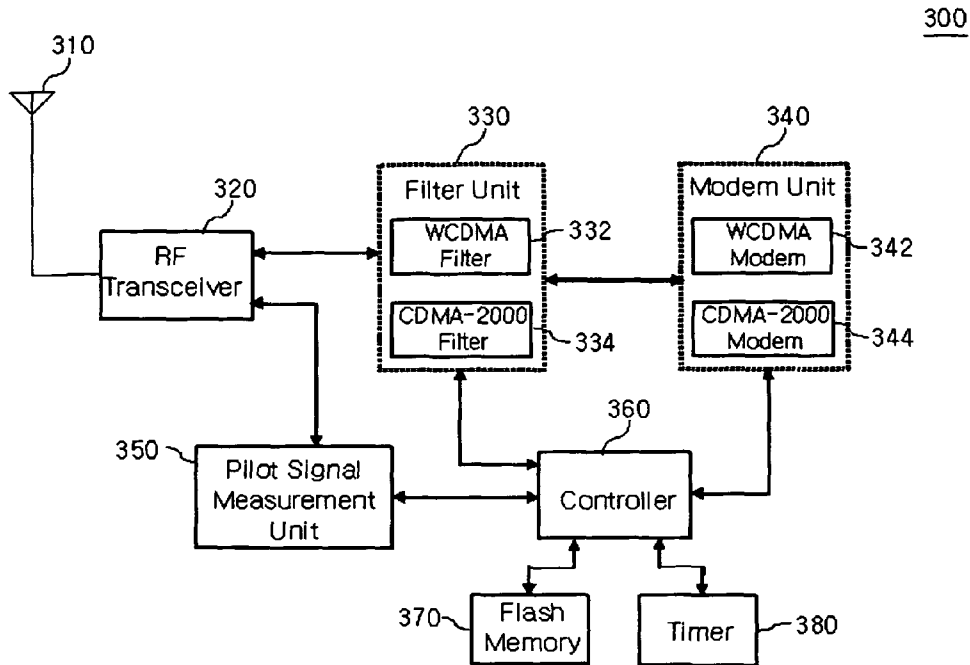 300
310
330
340
320
Filter Unit
Modem Unit
RF
Transceiver
WCDMA
Filter
332
WCDMA
Modem
342
CDMA-2000
Filter
334
CDMA-2000
Modem
344
350
360
Pilot Signal
Measurement
Unit
Controller
370
Flash
Memory
Timer
380